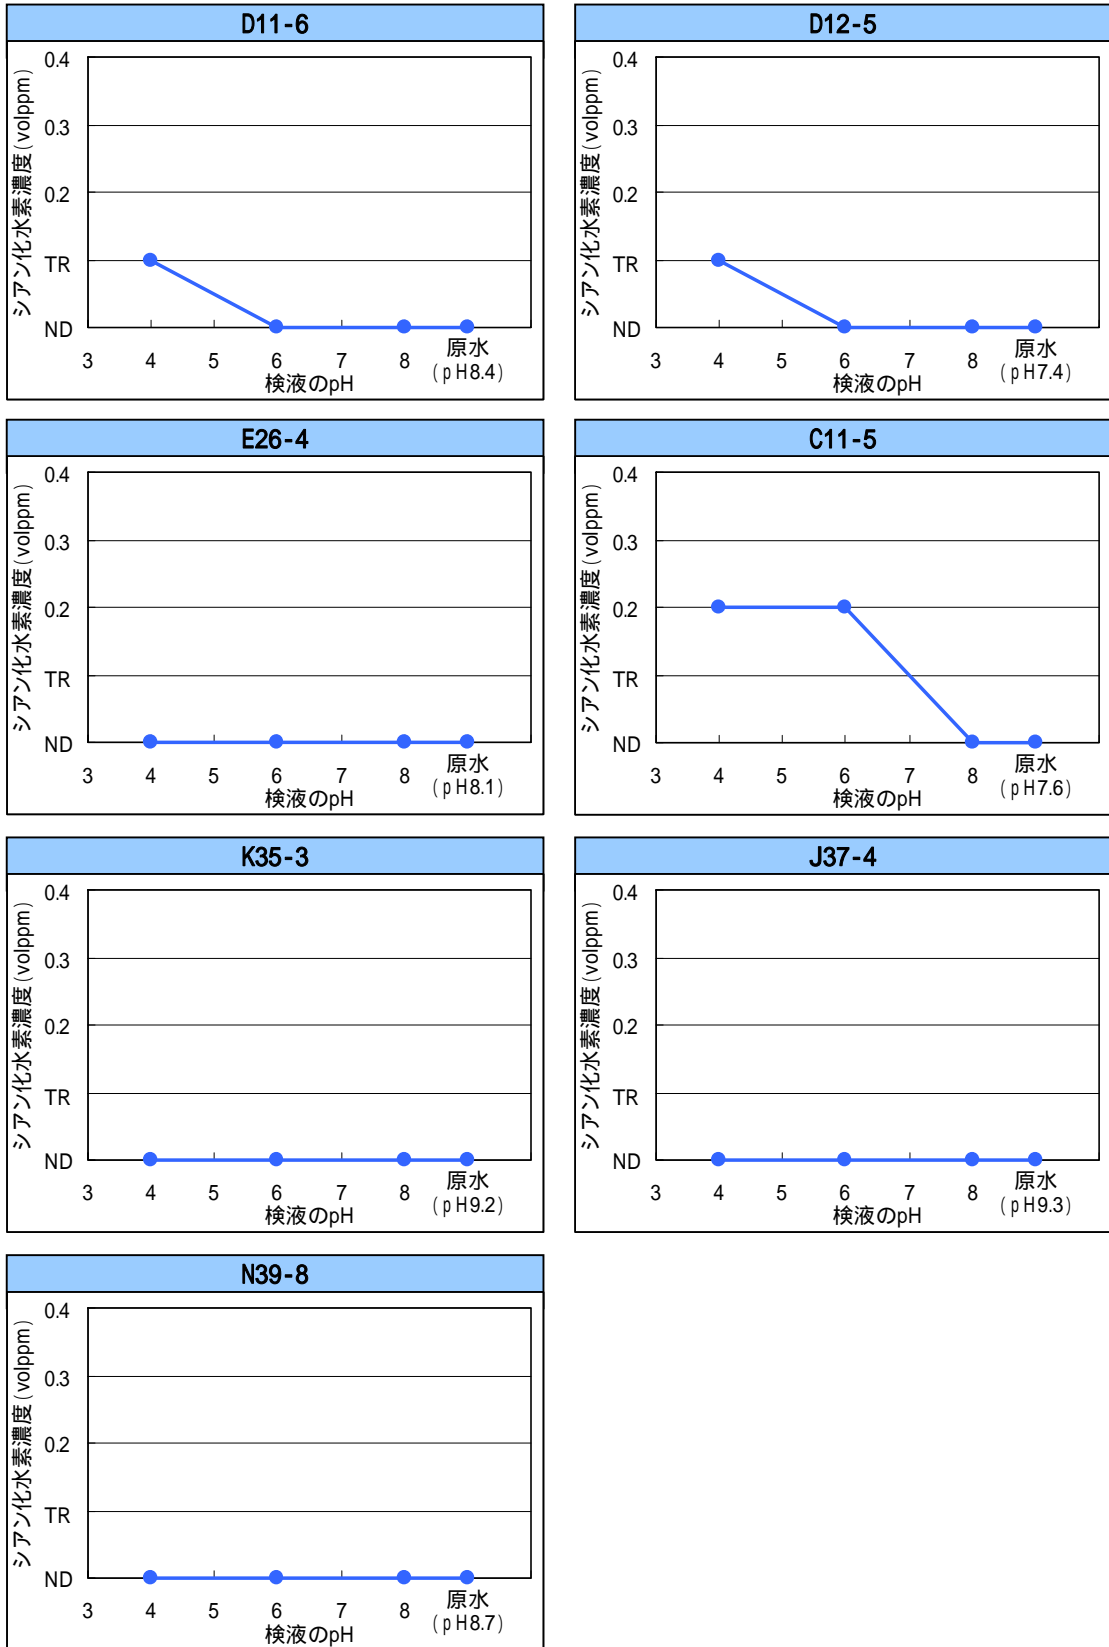 D11-6
シアン化水素濃度(volppm)
0.4
0.3
0.2
TR
ND
3 4 5 6 7 8 原水
(pH8.4)
検液のpH
D12-5
シアン化水素濃度(volppm)
0.4
0.3
0.2
TR
ND
3 4 5 6 7 8 原水
(pH7.4)
検液のpH
E26-4
シアン化水素濃度(volppm)
0.4
0.3
0.2
TR
ND
3 4 5 6 7 8 原水
(pH8.1)
検液のpH
C11-5
シアン化水素濃度(volppm)
0.4
0.3
0.2
TR
ND
3 4 5 6 7 8 原水
(pH7.6)
検液のpH
K35-3
シアン化水素濃度(volppm)
0.4
0.3
0.2
TR
ND
3 4 5 6 7 8 原水
(pH9.2)
検液のpH
J37-4
シアン化水素濃度(volppm)
0.4
0.3
0.2
TR
ND
3 4 5 6 7 8 原水
(pH9.3)
検液のpH
N39-8
シアン化水素濃度(volppm)
0.4
0.3
0.2
TR
ND
3 4 5 6 7 8 原水
(pH8.7)
検液のpH